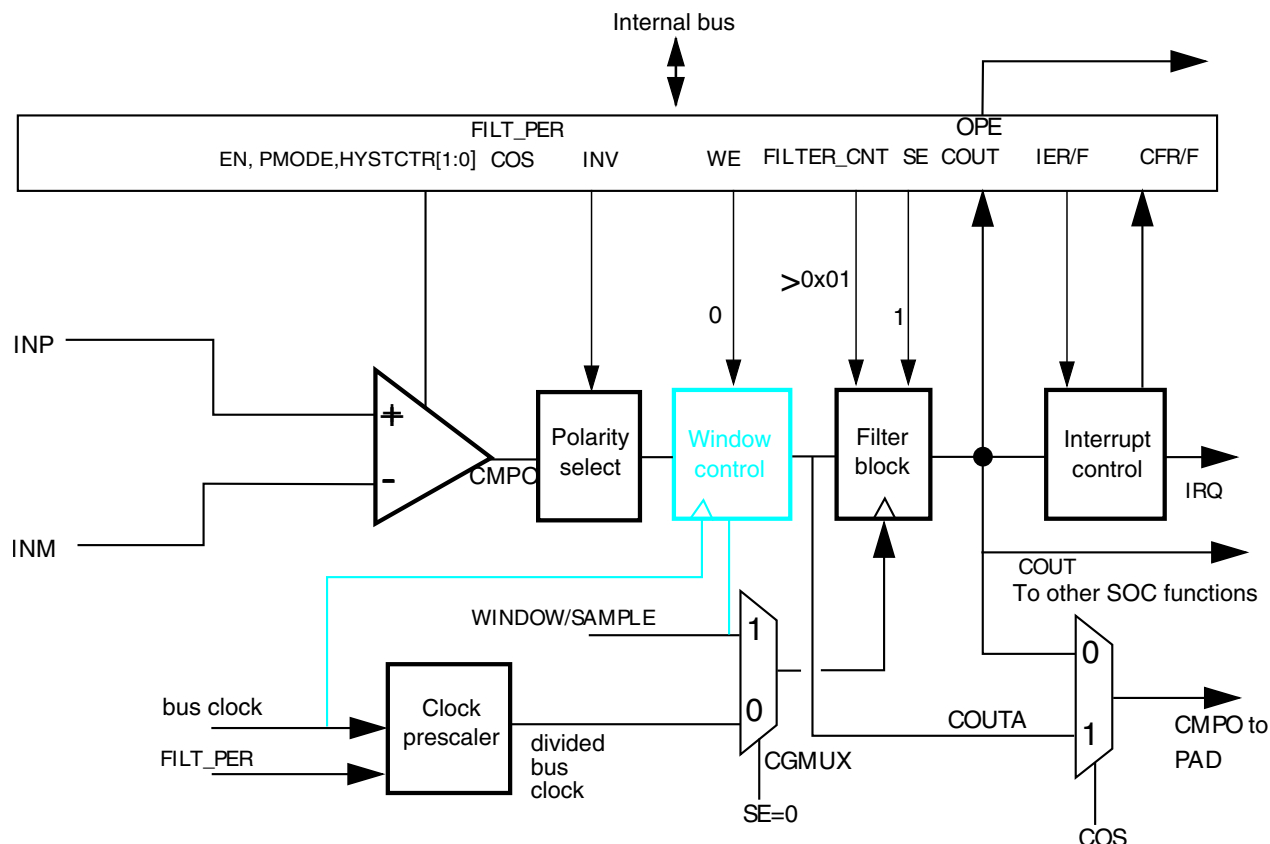 Internal bus
FILT_PER
OPE
EN, PMODE,HYSTCTR[1:0] COS INV WE FILTER_CNT SE COUT IER/F CFR/F
>0x01
0
1
INP
INM
+
-
CMPO
Polarity
select
Window
control
Filter
block
Interrupt
control
IRQ
COUT
To other SOC functions
WINDOW/SAMPLE
1
0
0
1
bus clock
FILT_PER
Clock
prescaler
divided
bus
clock
CGMUX
SE=0
COUTA
CMPO to
PAD
COS